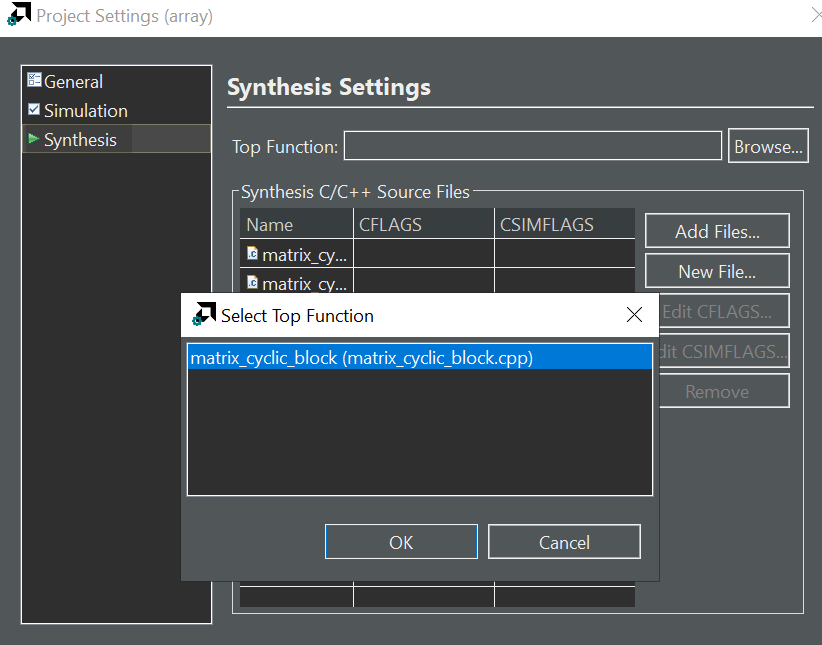 Project Settings (array)
General
Simulation
Synthesis
Synthesis Settings
Top Function:
Browse...
Synthesis C/C++ Source Files
Name CFLAGS CSIMFLAGS
matrix_cy...
matrix_cy...
Add Files...
New File...
Edit CFLAGS...
dit CSIMFLAGS...
Remove
Select Top Function
matrix_cyclic_block (matrix_cyclic_block.cpp)
OK
Cancel